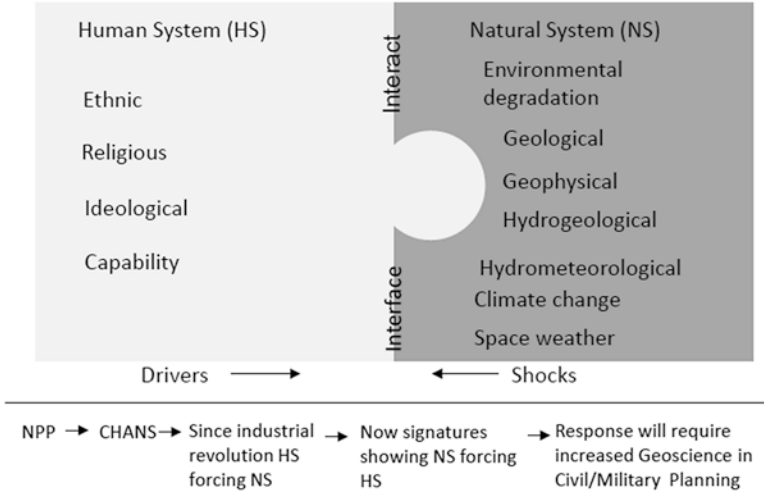 Human System (HS)
Ethnic
Religious
Ideological
Capability
Interact
Interface
Natural System (NS)
Environmental
degradation
Geological
Geophysical
Hydrogeological
Hydrometeorological
Climate change
Space weather
Drivers
Shocks
NPP
CHANS
Since industrial
revolution HS
forcing NS
Now signatures
showing NS forcing
HS
Response will require
increased Geoscience in
Civil/Military Planning